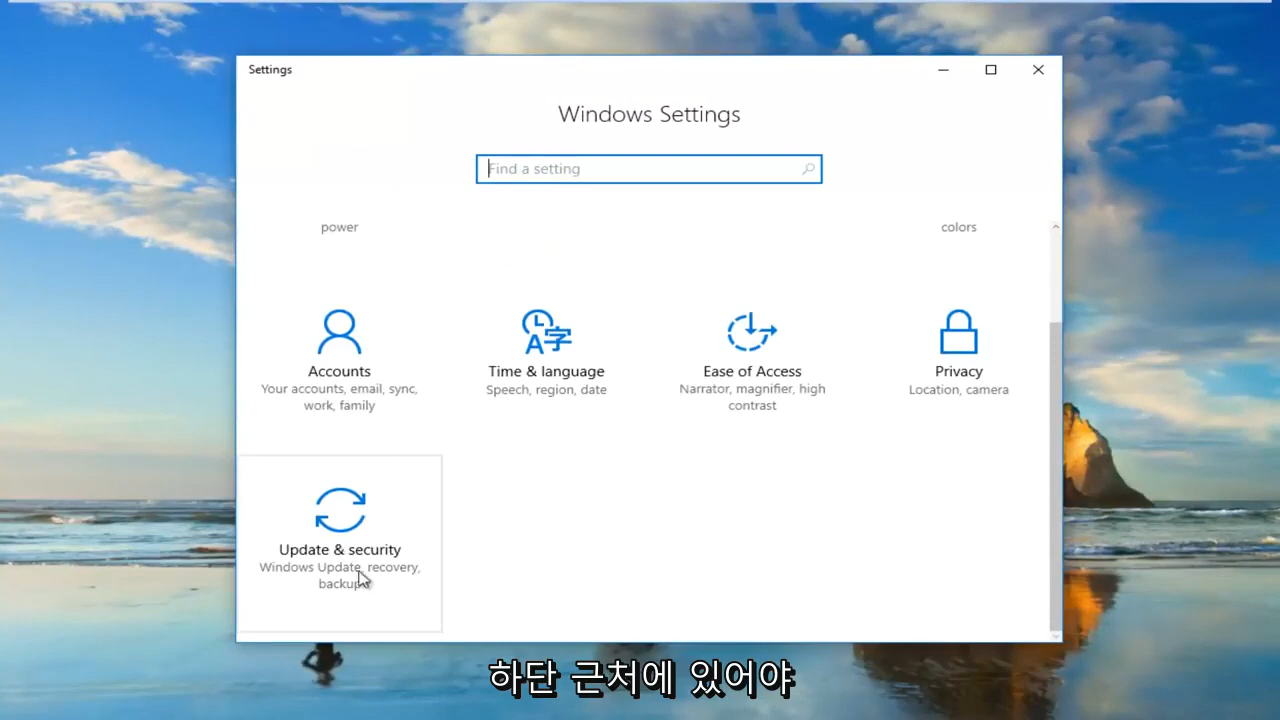 Settings
Windows Settings
Find a setting
power
colors
Accounts
Your accounts, email, sync,
work, family
Time & language
Speech, region, date
Ease of Access
Narrator, magnifier, high
contrast
Privacy
Location, camera
Update & security
Windows Update, recovery,
backup
하단 근처에 있어야